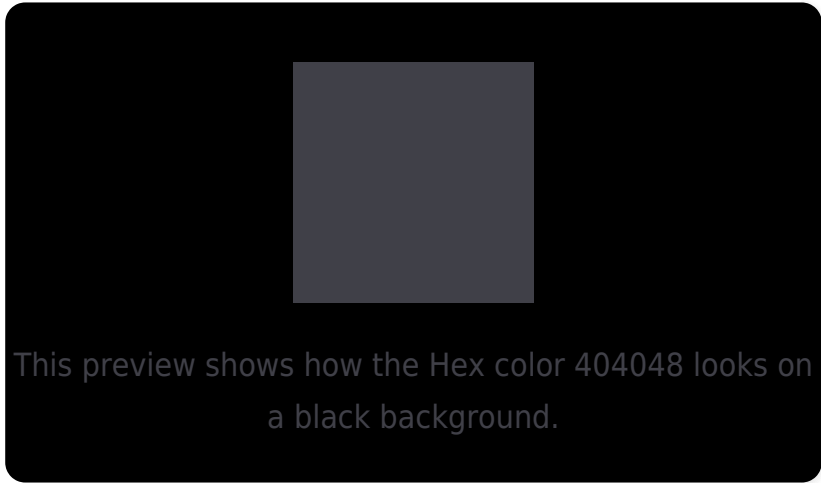 This preview shows how the Hex color 404048 looks on
a black background.